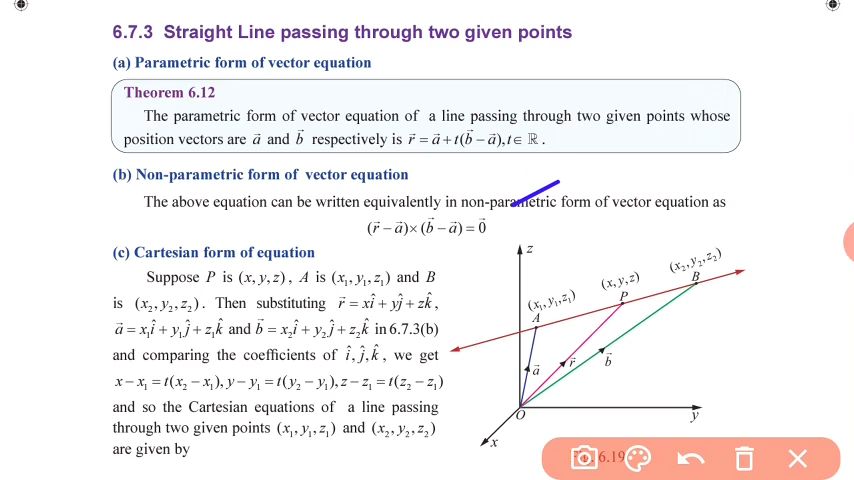 6.7.3 Straight Line passing through two given points
(a) Parametric form of vector equation
Theorem 6.12
The parametric form of vector equation of a line passing through two given points whose
position vectors are a⃗ and b⃗ respectively is r⃗ = a⃗ + t(b⃗ − a⃗), t ∈ ℝ.
(b) Non-parametric form of vector equation
The above equation can be written equivalently in non-parametric form of vector equation as
(r⃗ − a⃗) × (b⃗ − a⃗) = 0⃗
(c) Cartesian form of equation
Suppose P is (x, y, z), A is (x₁, y₁, z₁) and B
is (x₂, y₂, z₂). Then substituting r⃗ = xî + yĵ + zk̂,
a⃗ = x₁î + y₁ĵ + z₁k̂ and b⃗ = x₂î + y₂ĵ + z₂k̂ in 6.7.3(b)
and comparing the coefficients of î, ĵ, k̂, we get
x − x₁ = t(x₂ − x₁), y − y₁ = t(y₂ − y₁), z − z₁ = t(z₂ − z₁)
and so the Cartesian equations of a line passing
through two given points (x₁, y₁, z₁) and (x₂, y₂, z₂)
are given by
z
(x₂, y₂, z₂)
B
(x, y, z)
P
(x₁, y₁, z₁)
A
a⃗
r⃗
b⃗
O
y
x
6.19